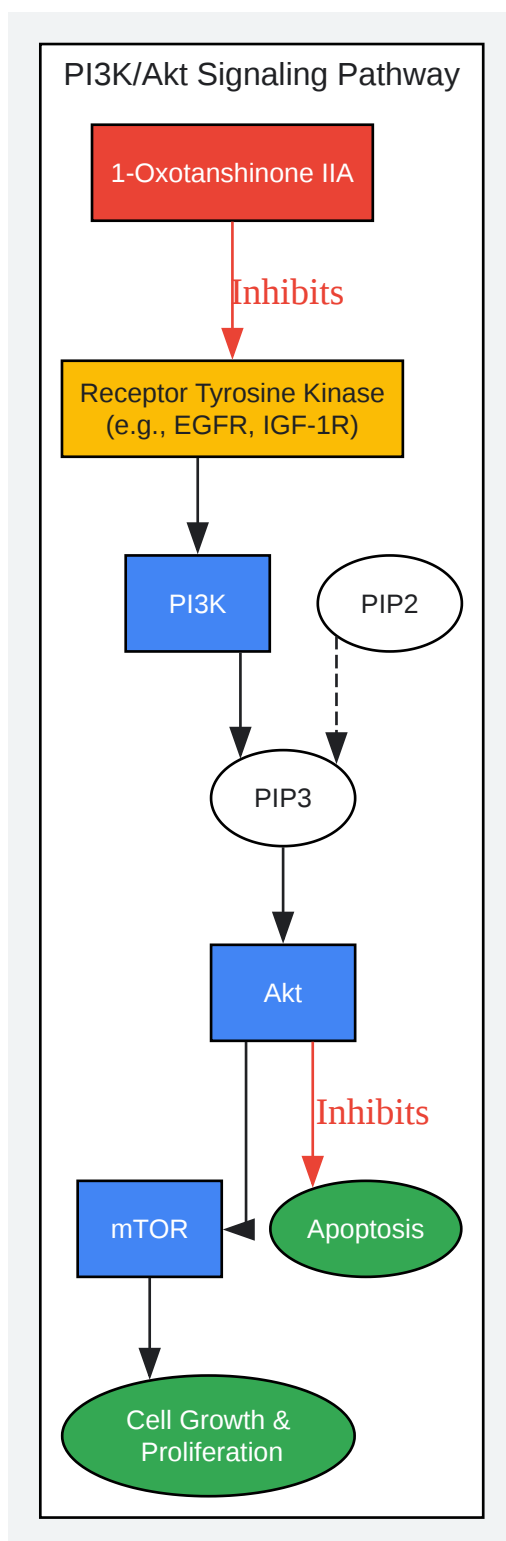 PI3K/Akt Signaling Pathway
1-Oxotanshinone IIA
Inhibits
Receptor Tyrosine Kinase
(e.g., EGFR, IGF-1R)
PI3K
PIP2
PIP3
Akt
Inhibits
mTOR
Apoptosis
Cell Growth &
Proliferation